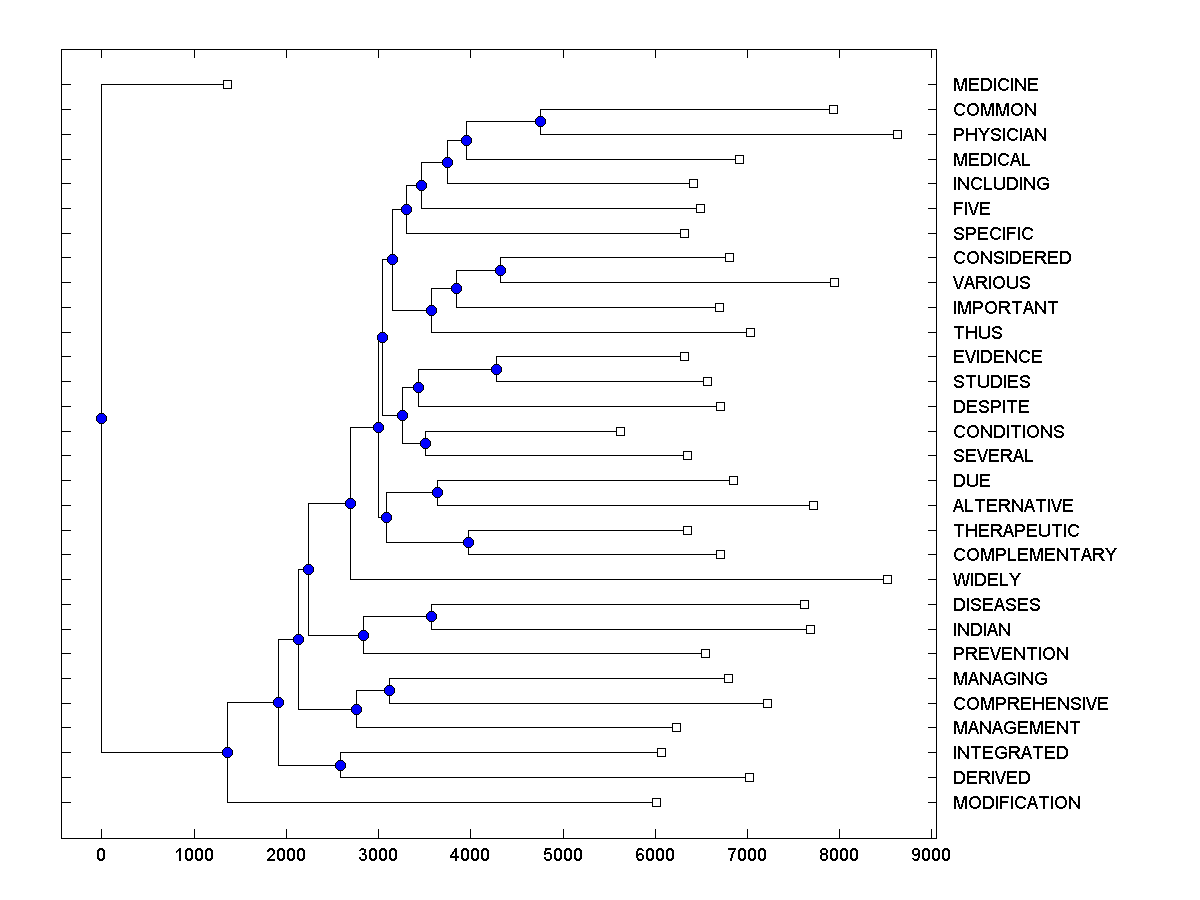 MEDICINE
COMMON
PHYSICIAN
MEDICAL
INCLUDING
FIVE
SPECIFIC
CONSIDERED
VARIOUS
IMPORTANT
THUS
EVIDENCE
STUDIES
DESPITE
CONDITIONS
SEVERAL
DUE
ALTERNATIVE
THERAPEUTIC
COMPLEMENTARY
WIDELY
DISEASES
INDIAN
PREVENTION
MANAGING
COMPREHENSIVE
MANAGEMENT
INTEGRATED
DERIVED
MODIFICATION
0 1000 2000 3000 4000 5000 6000 7000 8000 9000